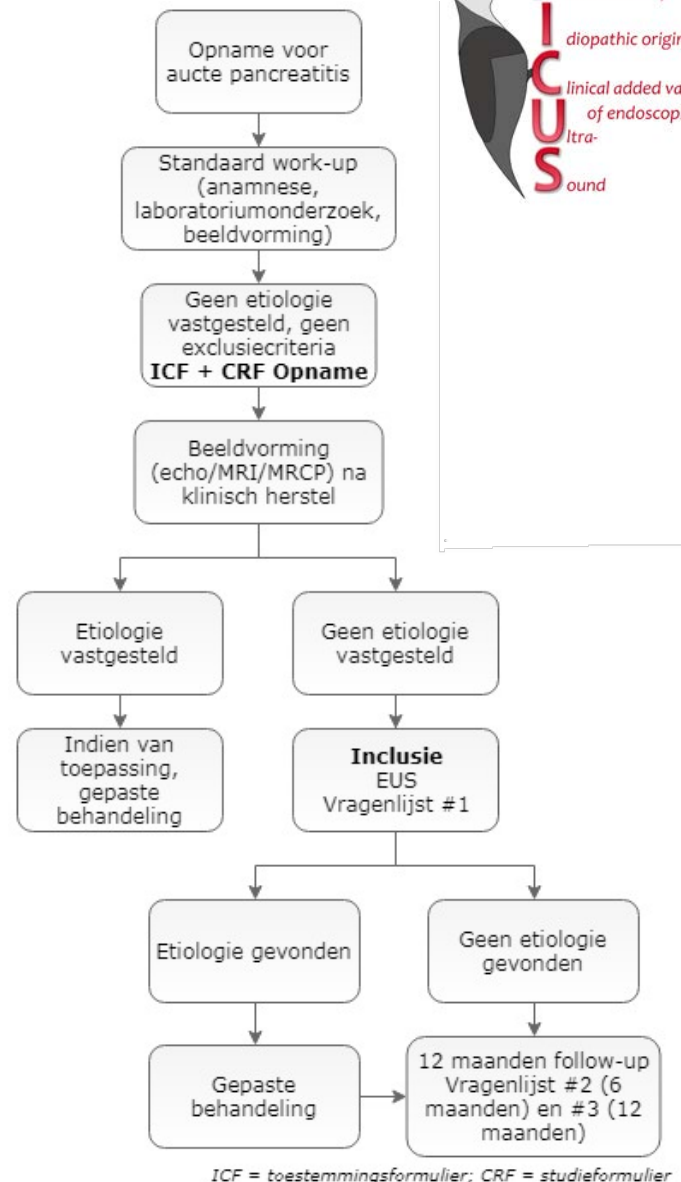 Opname voor
aucte pancreatitis
I diopathic origin
C linical added va
of endoscop
U ltra-
S ound
Standaard work-up
(anamnese,
laboratoriumonderzoek,
beeldvorming)
Geen etiologie
vastgesteld, geen
exclusiecriteria
ICF + CRF Opname
Beeldvorming
(echo/MRI/MRCP) na
klinisch herstel
Etiologie
vastgesteld
Geen etiologie
vastgesteld
Indien van
toepassing,
gepaste
behandeling
Inclusie
EUS
Vragenlijst #1
Etiologie gevonden
Geen etiologie
gevonden
Gepaste
behandeling
12 maanden follow-up
Vragenlijst #2 (6
maanden) en #3 (12
maanden)
ICF = toestemmingsformulier; CRF = studieformulier